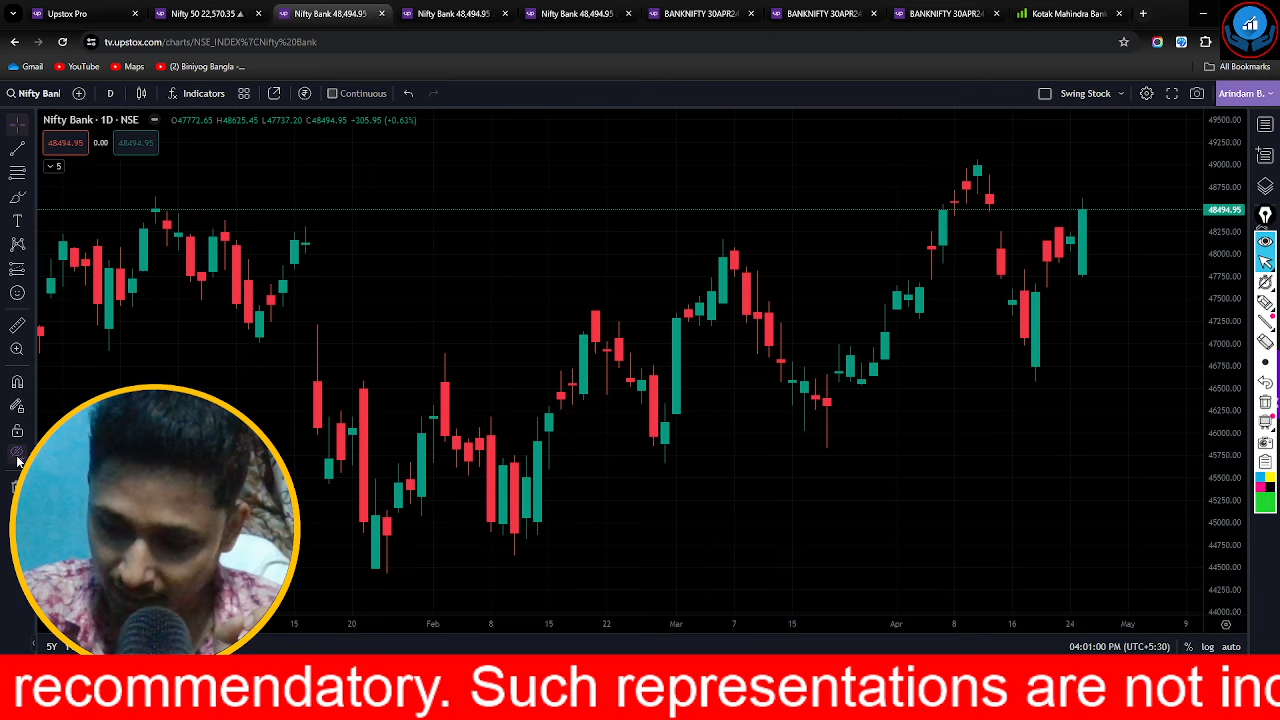 Upstox Pro
Nifty 50 22,570.35 ▲
Nifty Bank 48,494.95
Nifty Bank 48,494.95
Nifty Bank 48,494.95
BANKNIFTY 30APR24
BANKNIFTY 30APR24
BANKNIFTY 30APR24
Kotak Mahindra Ban
tv.upstox.com/charts/NSE_INDEX%7CNifty%20Bank
Gmail
YouTube
Maps
(2) Biniyog Bangla -...
All Bookmarks
Nifty Bank
D
Indicators
Continuous
Swing Stock
Arindam B.
Nifty Bank · 1D · NSE
O47772.65 H48625.45 L47737.20 C48494.95 +305.95 (+0.63%)
48494.95
0.00
48494.95
5
49500.00
49250.00
49000.00
48750.00
48494.95
48250.00
48000.00
47750.00
47500.00
47250.00
47000.00
46750.00
46500.00
46250.00
46000.00
45750.00
45500.00
45250.00
45000.00
44750.00
44500.00
44250.00
44000.00
15
20
Feb
8
15
22
Mar
7
15
Apr
8
16
24
May
9
5Y
04:01:00 PM (UTC+5:30)
%
log
auto
recommendatory. Such representations are not ind